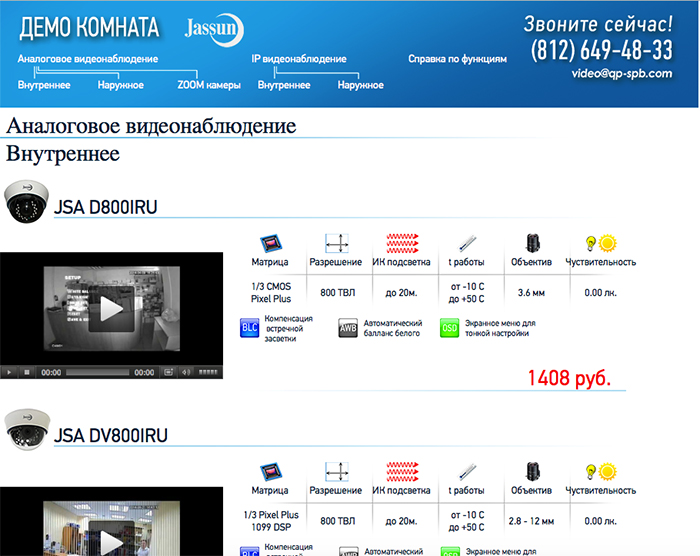 ДЕМО КОМНАТА
Jassun
Звоните сейчас!
(812) 649-48-33
video@qp-spb.com
Аналоговое видеонаблюдение
IP видеонаблюдение
Справка по функциям
Внутреннее
Наружное
ZOOM камеры
Внутреннее
Наружное
Аналоговое видеонаблюдение
Внутреннее
JSA D800IRU
Матрица
Разрешение
ИК подсветка
t работы
Объектив
Чуствительность
1/3 CMOS
Pixel Plus
800 ТВЛ
до 20м.
от -10 С
до +50 С
3.6 мм
0.00 лк.
BLC
Компенсация
встречной
засветки
AWB
Автоматический
балланс белого
OSD
Экранное меню для
тонкой настройки
SETUP
00:00
00:00
1408 руб.
JSA DV800IRU
Матрица
Разрешение
ИК подсветка
t работы
Объектив
Чуствительность
1/3 Pixel Plus
1099 DSP
800 ТВЛ
до 20м.
от -10 С
до +50 С
2.8 - 12 мм
0.00 лк.
BLC
Компенсация
встречной
AWB
Автоматический
OSD
Экранное меню для